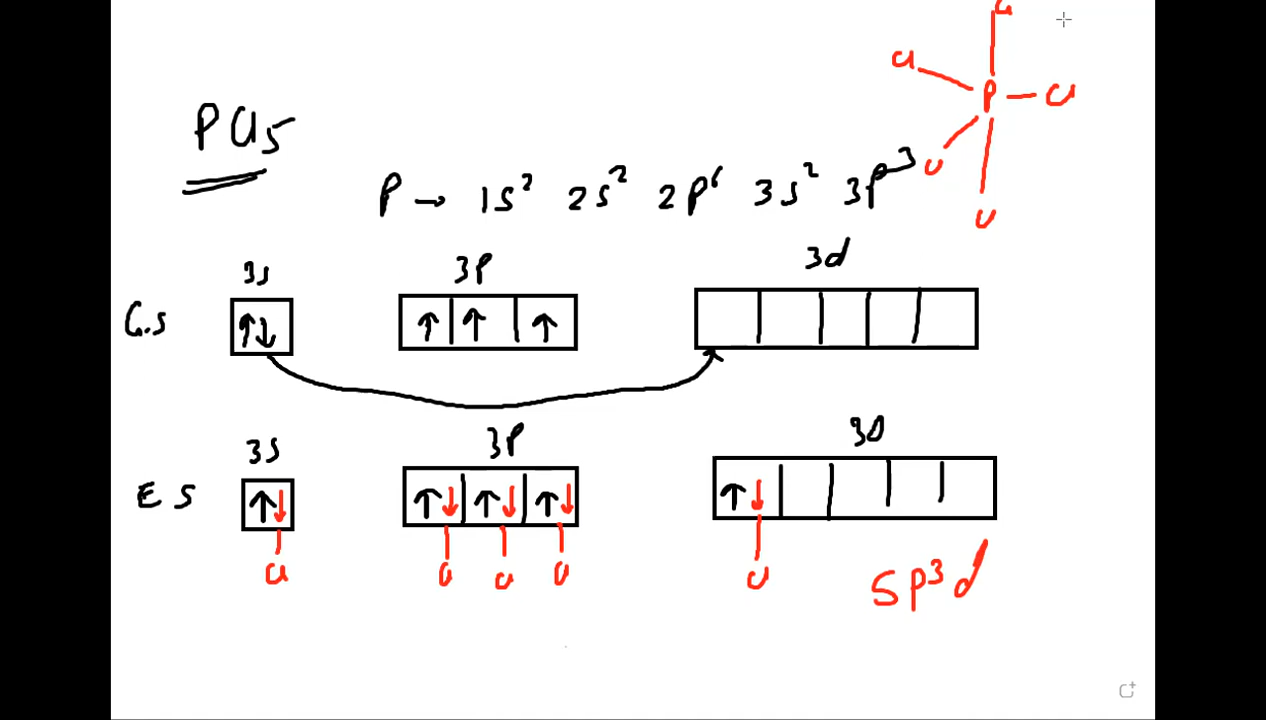 Cl
Cl P Cl
Cl
Cl
PCl5
P → 1s² 2s² 2p⁶ 3s² 3p³
3s 3p 3d
G.S ↑↓ ↑ ↑ ↑
3s 3p 3d
E S ↑↓ ↑↓ ↑↓ ↑↓ ↑↓
Cl Cl Cl Cl Cl
sp³d